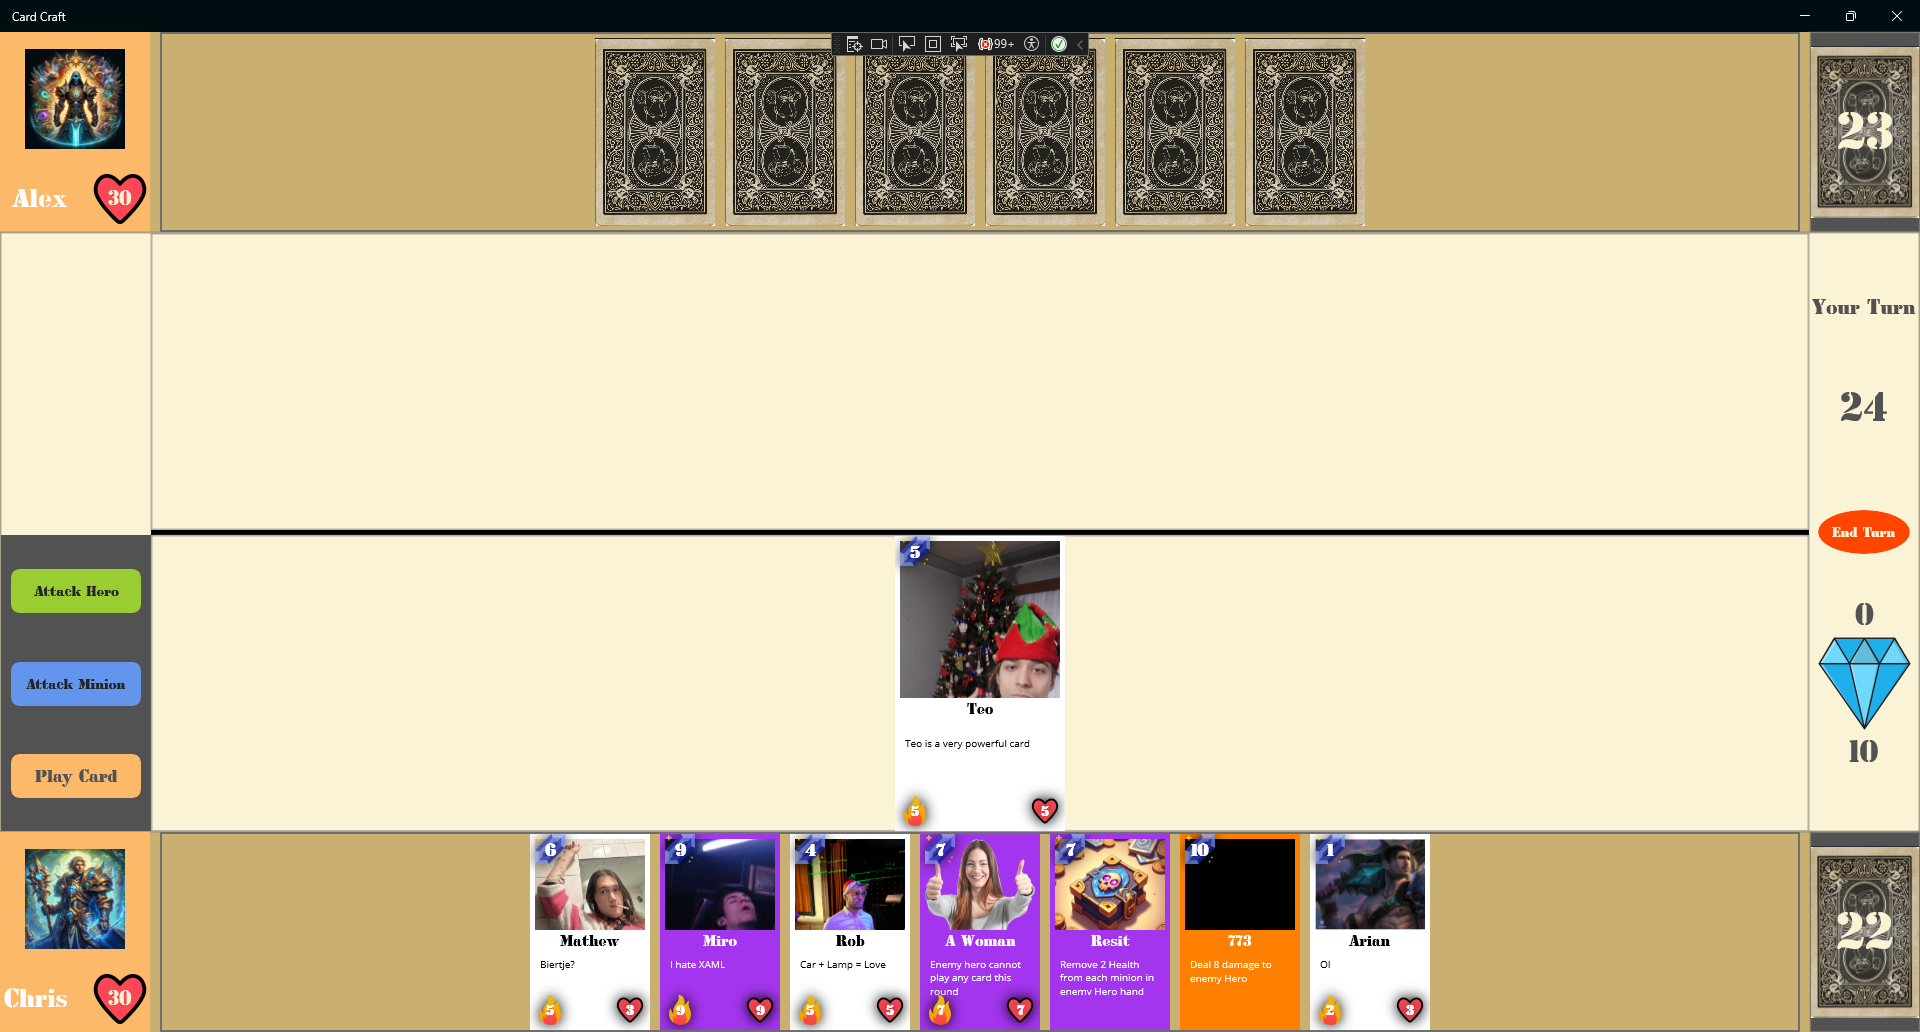 Card Craft
99+
23
Alex
30
Your Turn
24
End Turn
Attack Hero
Attack Minion
Play Card
0
10
5
Teo
Teo is a very powerful card
5
5
Chris
30
6
Mathew
Biertje?
5
3
9
Miro
I hate XAML
9
9
4
Rob
Car + Lamp = Love
5
5
7
A Woman
Enemy hero cannot
play any card this
round
7
7
7
Resit
Remove 2 Health
from each minion in
enemy Hero hand
10
773
Deal 8 damage to
enemy Hero
1
Arian
OI
2
3
22